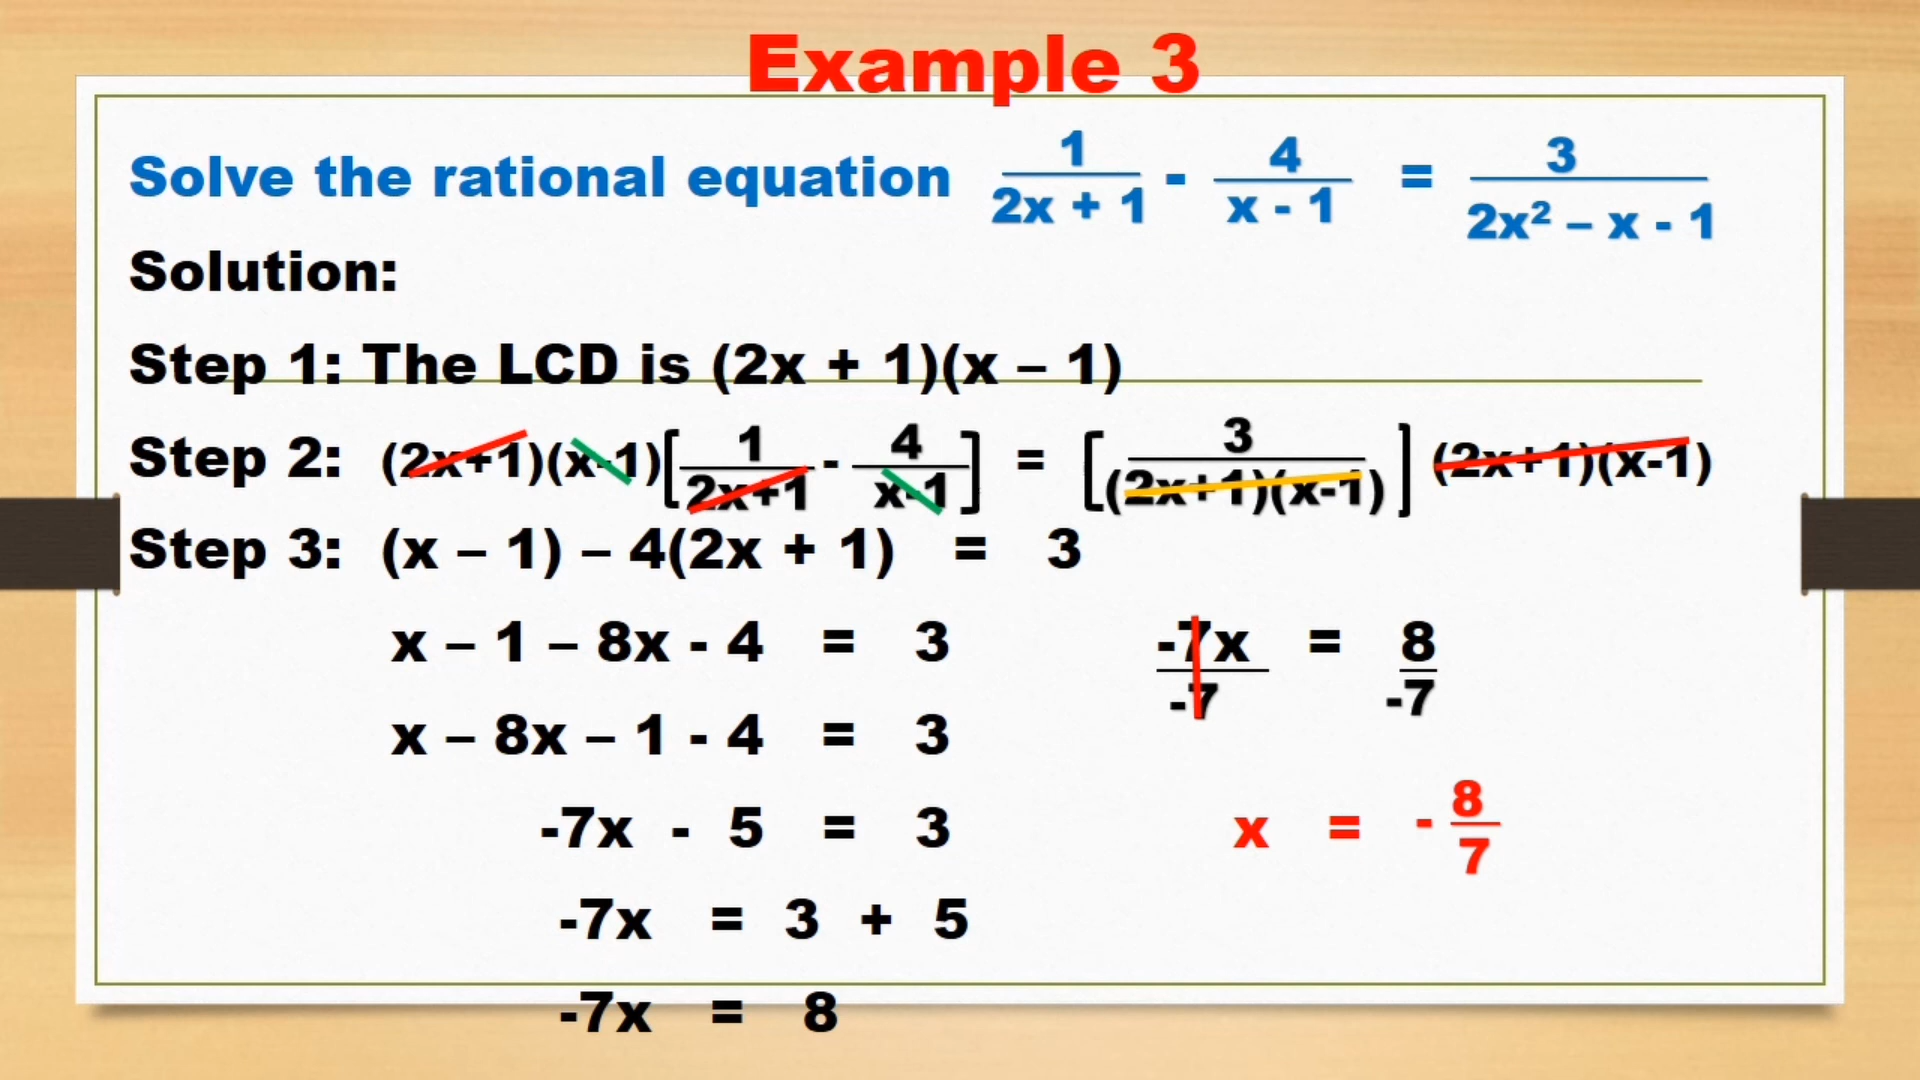 Example 3
Solve the rational equation 1/(2x + 1) - 4/(x - 1) = 3/(2x² – x - 1)
Solution:
Step 1: The LCD is (2x + 1)(x – 1)
Step 2: (2x+1)(x-1)[1/(2x+1) - 4/(x-1)] = [3/((2x+1)(x-1))] (2x+1)(x-1)
Step 3: (x – 1) – 4(2x + 1) = 3
x – 1 – 8x - 4 = 3
x – 8x – 1 - 4 = 3
-7x - 5 = 3
-7x = 3 + 5
-7x = 8
-7x/-7 = 8/-7
x = - 8/7